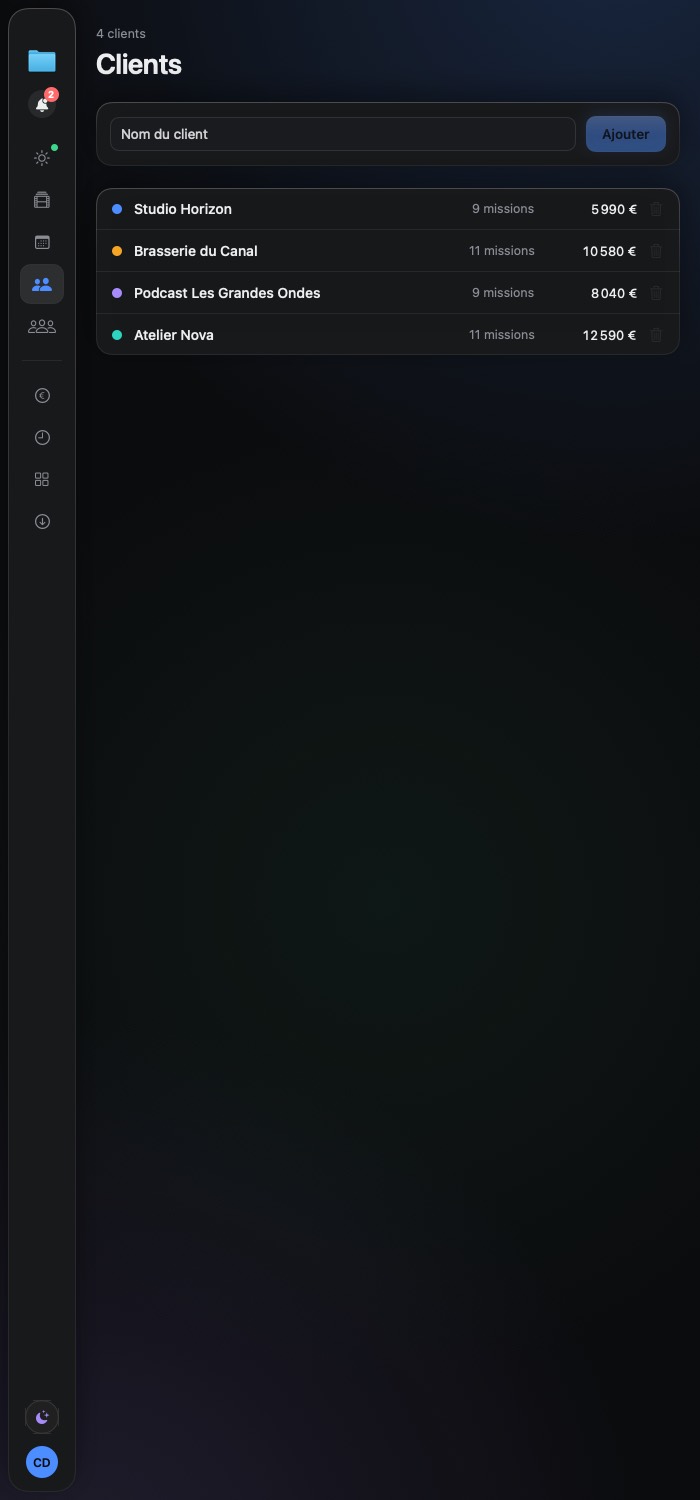 4 clients
Clients
2
Nom du client
Ajouter
Studio Horizon 9 missions 5 990 €
Brasserie du Canal 11 missions 10 580 €
Podcast Les Grandes Ondes 9 missions 8 040 €
Atelier Nova 11 missions 12 590 €
€
CD